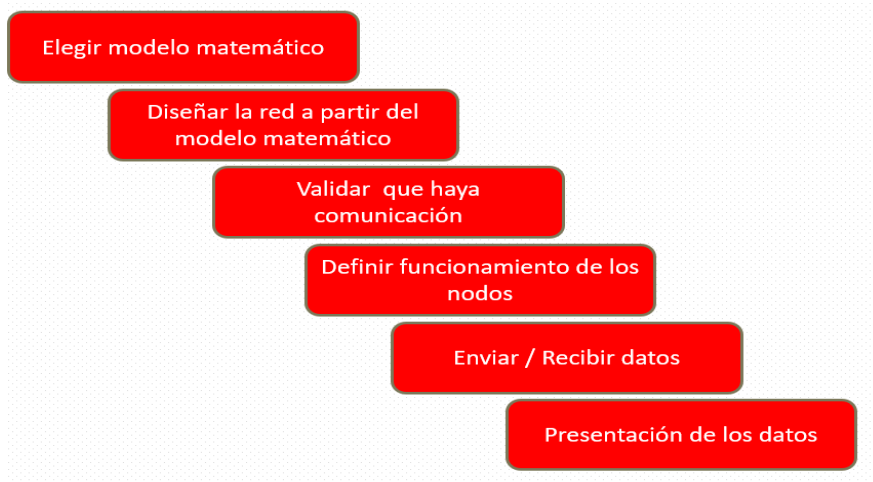 Elegir modelo matemático
Diseñar la red a partir del
modelo matemático
Validar que haya
comunicación
Definir funcionamiento de los
nodos
Enviar / Recibir datos
Presentación de los datos